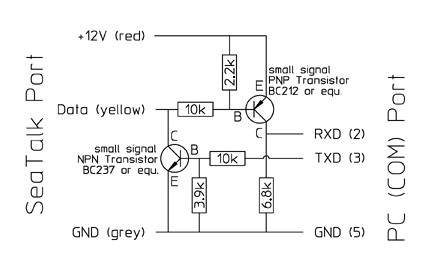 SeaTalk Port
+12V (red)
2.2k
E
small signal
PNP Transistor
BC212 or equ.
Data (yellow)
10k
B
C
RXD (2)
small signal
NPN Transistor
BC237 or equ.
C
B
E
10k
TXD (3)
3.9k
6.8k
GND (grey)
GND (5)
PC (COM) Port